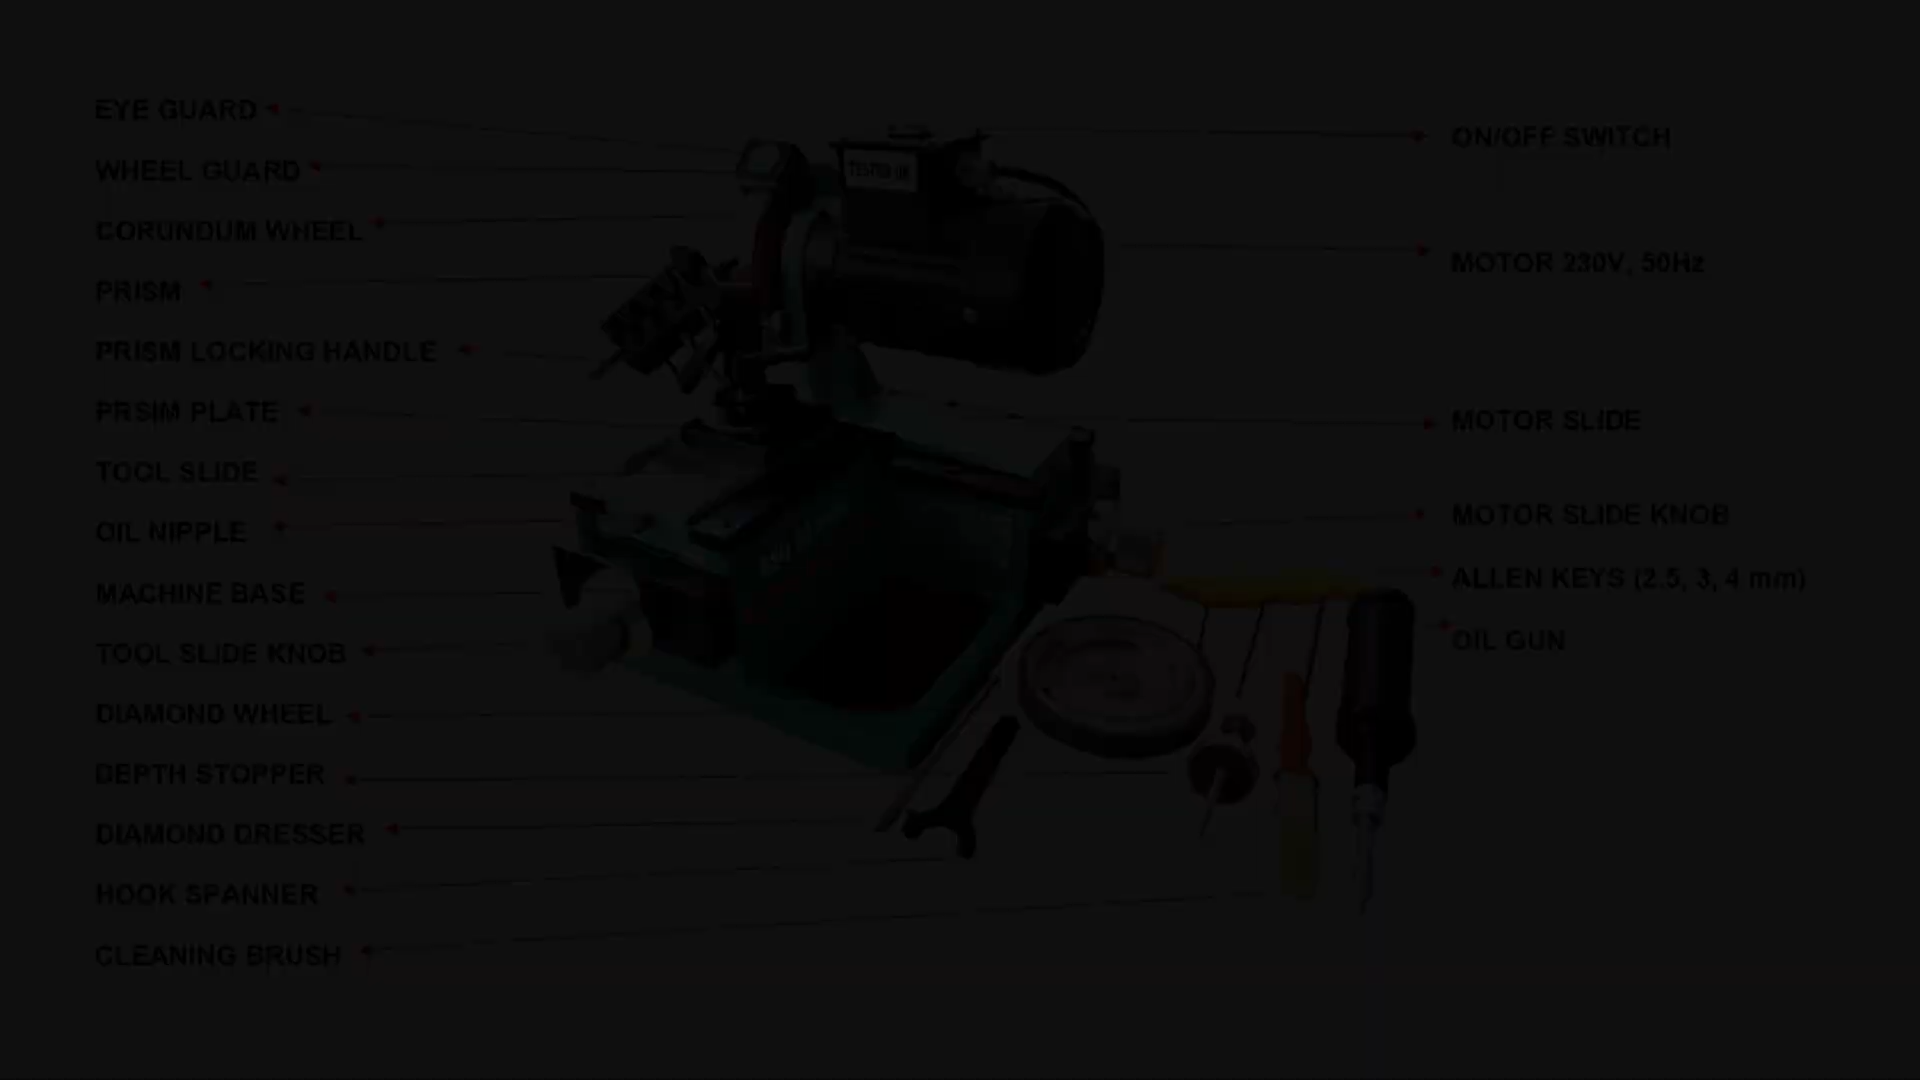 EYE GUARD
WHEEL GUARD
CORUNDUM WHEEL
PRISM
PRISM LOCKING HANDLE
PRSIM PLATE
TOOL SLIDE
OIL NIPPLE
MACHINE BASE
TOOL SLIDE KNOB
DIAMOND WHEEL
DEPTH STOPPER
DIAMOND DRESSER
HOOK SPANNER
CLEANING BRUSH
ON/OFF SWITCH
MOTOR 230V, 50Hz
MOTOR SLIDE
MOTOR SLIDE KNOB
ALLEN KEYS (2.5, 3, 4 mm)
OIL GUN